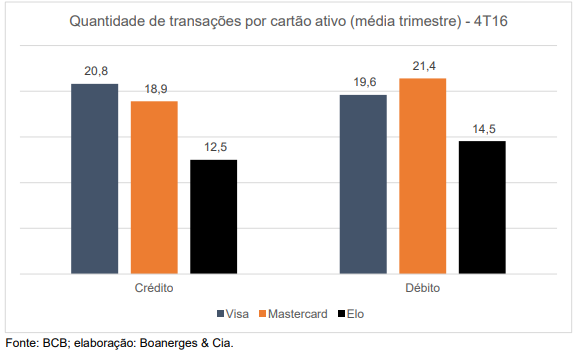 Quantidade de transações por cartão ativo (média trimestre) - 4T16
20,8
18,9
12,5
19,6
21,4
14,5
Crédito
Débito
Visa
Mastercard
Elo
Fonte: BCB; elaboração: Boanerges & Cia.